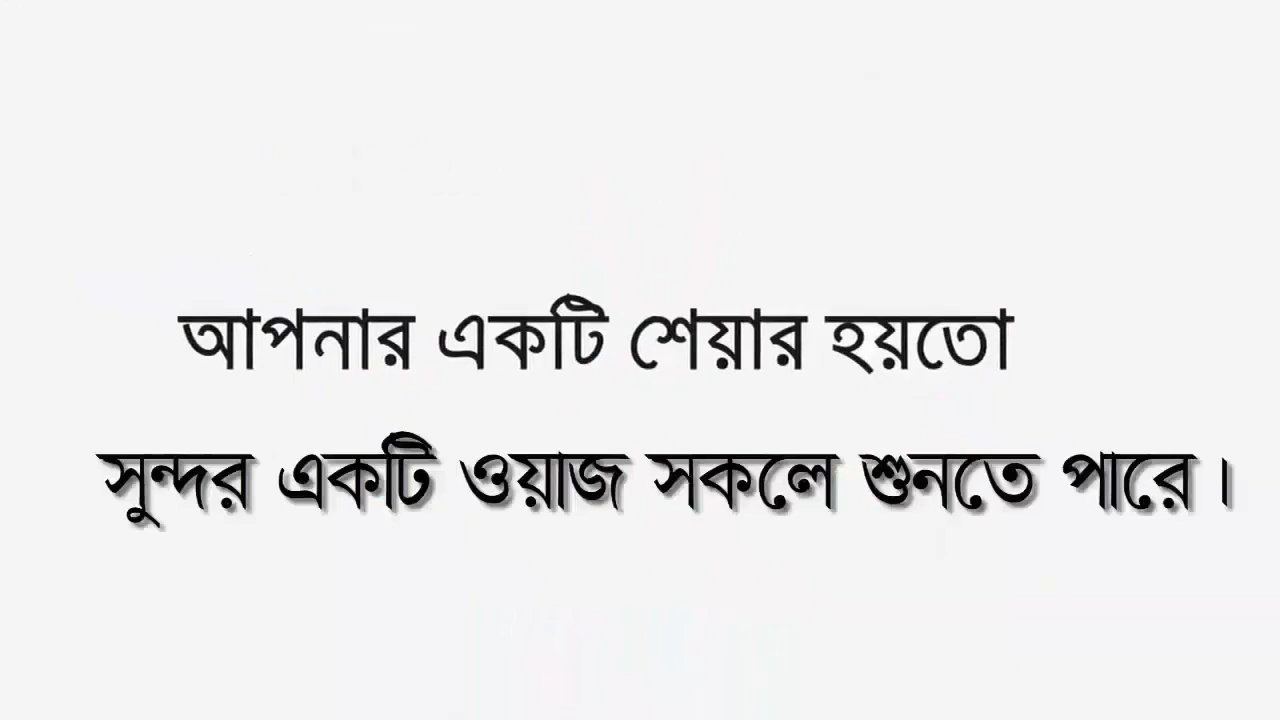 আপনার একটি শেয়ার হয়তো
সুন্দর একটি ওয়াজ সকলে শুনতে পারে।